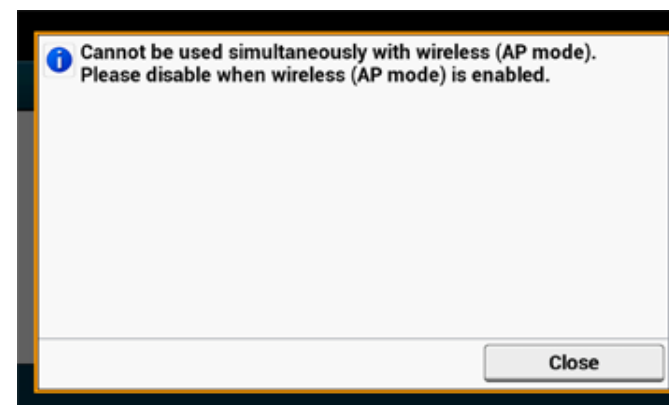 Cannot be used simultaneously with wireless (AP mode).
Please disable when wireless (AP mode) is enabled.
Close